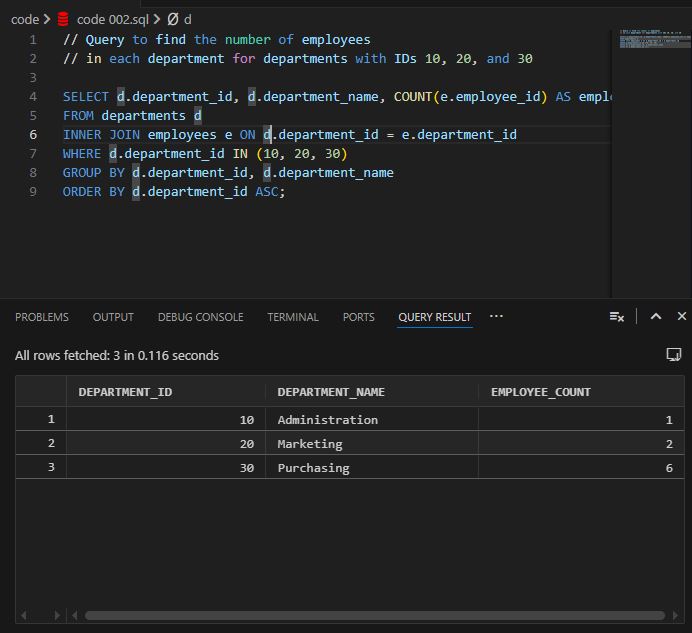 code > code 002.sql > Ø d
1 // Query to find the number of employees
2 // in each department for departments with IDs 10, 20, and 30
3
4 SELECT d.department_id, d.department_name, COUNT(e.employee_id) AS emplo
5 FROM departments d
6 INNER JOIN employees e ON d.department_id = e.department_id
7 WHERE d.department_id IN (10, 20, 30)
8 GROUP BY d.department_id, d.department_name
9 ORDER BY d.department_id ASC;
PROBLEMS OUTPUT DEBUG CONSOLE TERMINAL PORTS QUERY RESULT ···
All rows fetched: 3 in 0.116 seconds
DEPARTMENT_ID DEPARTMENT_NAME EMPLOYEE_COUNT
1 10 Administration 1
2 20 Marketing 2
3 30 Purchasing 6